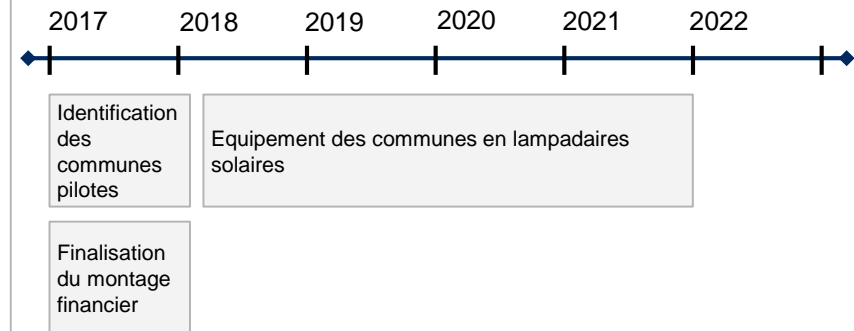 2017 2018 2019 2020 2021 2022
Identification
des
communes
pilotes
Equipement des communes en lampadaires
solaires
Finalisation
du montage
financier